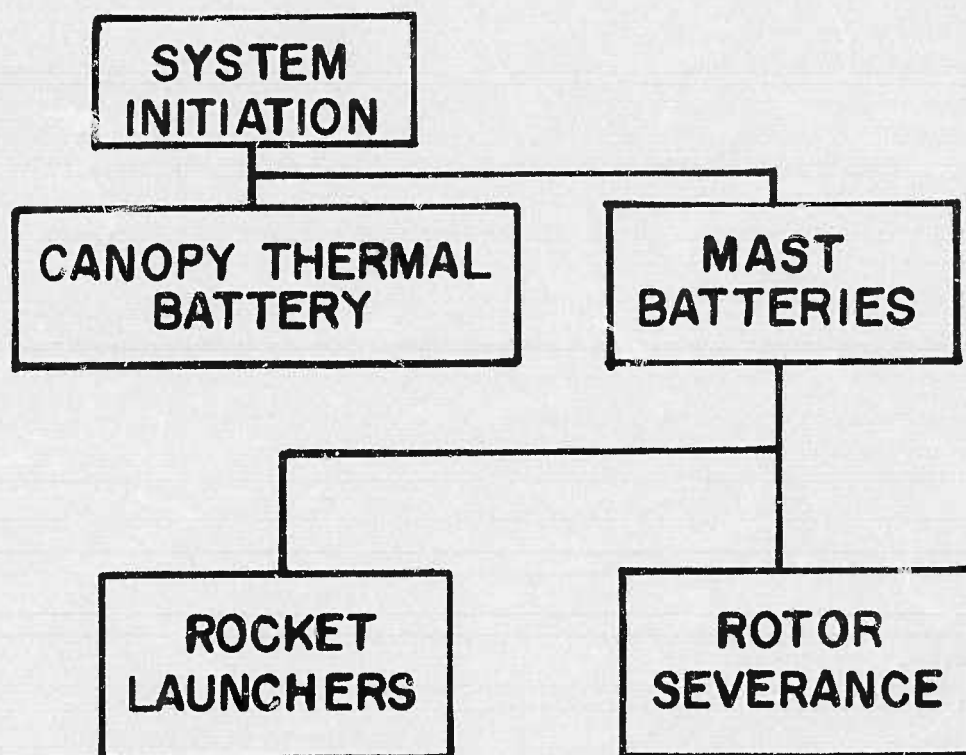 SYSTEM
INITIATION
CANOPY THERMAL
BATTERY
MAST
BATTERIES
ROCKET
LAUNCHERS
ROTOR
SEVERANCE